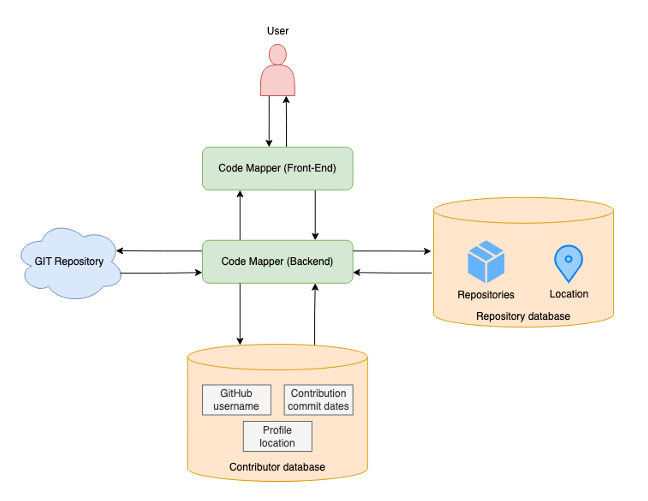 User
Code Mapper (Front-End)
GIT Repository
Code Mapper (Backend)
Repositories
Location
Repository database
GitHub
username
Contribution
commit dates
Profile
location
Contributor database